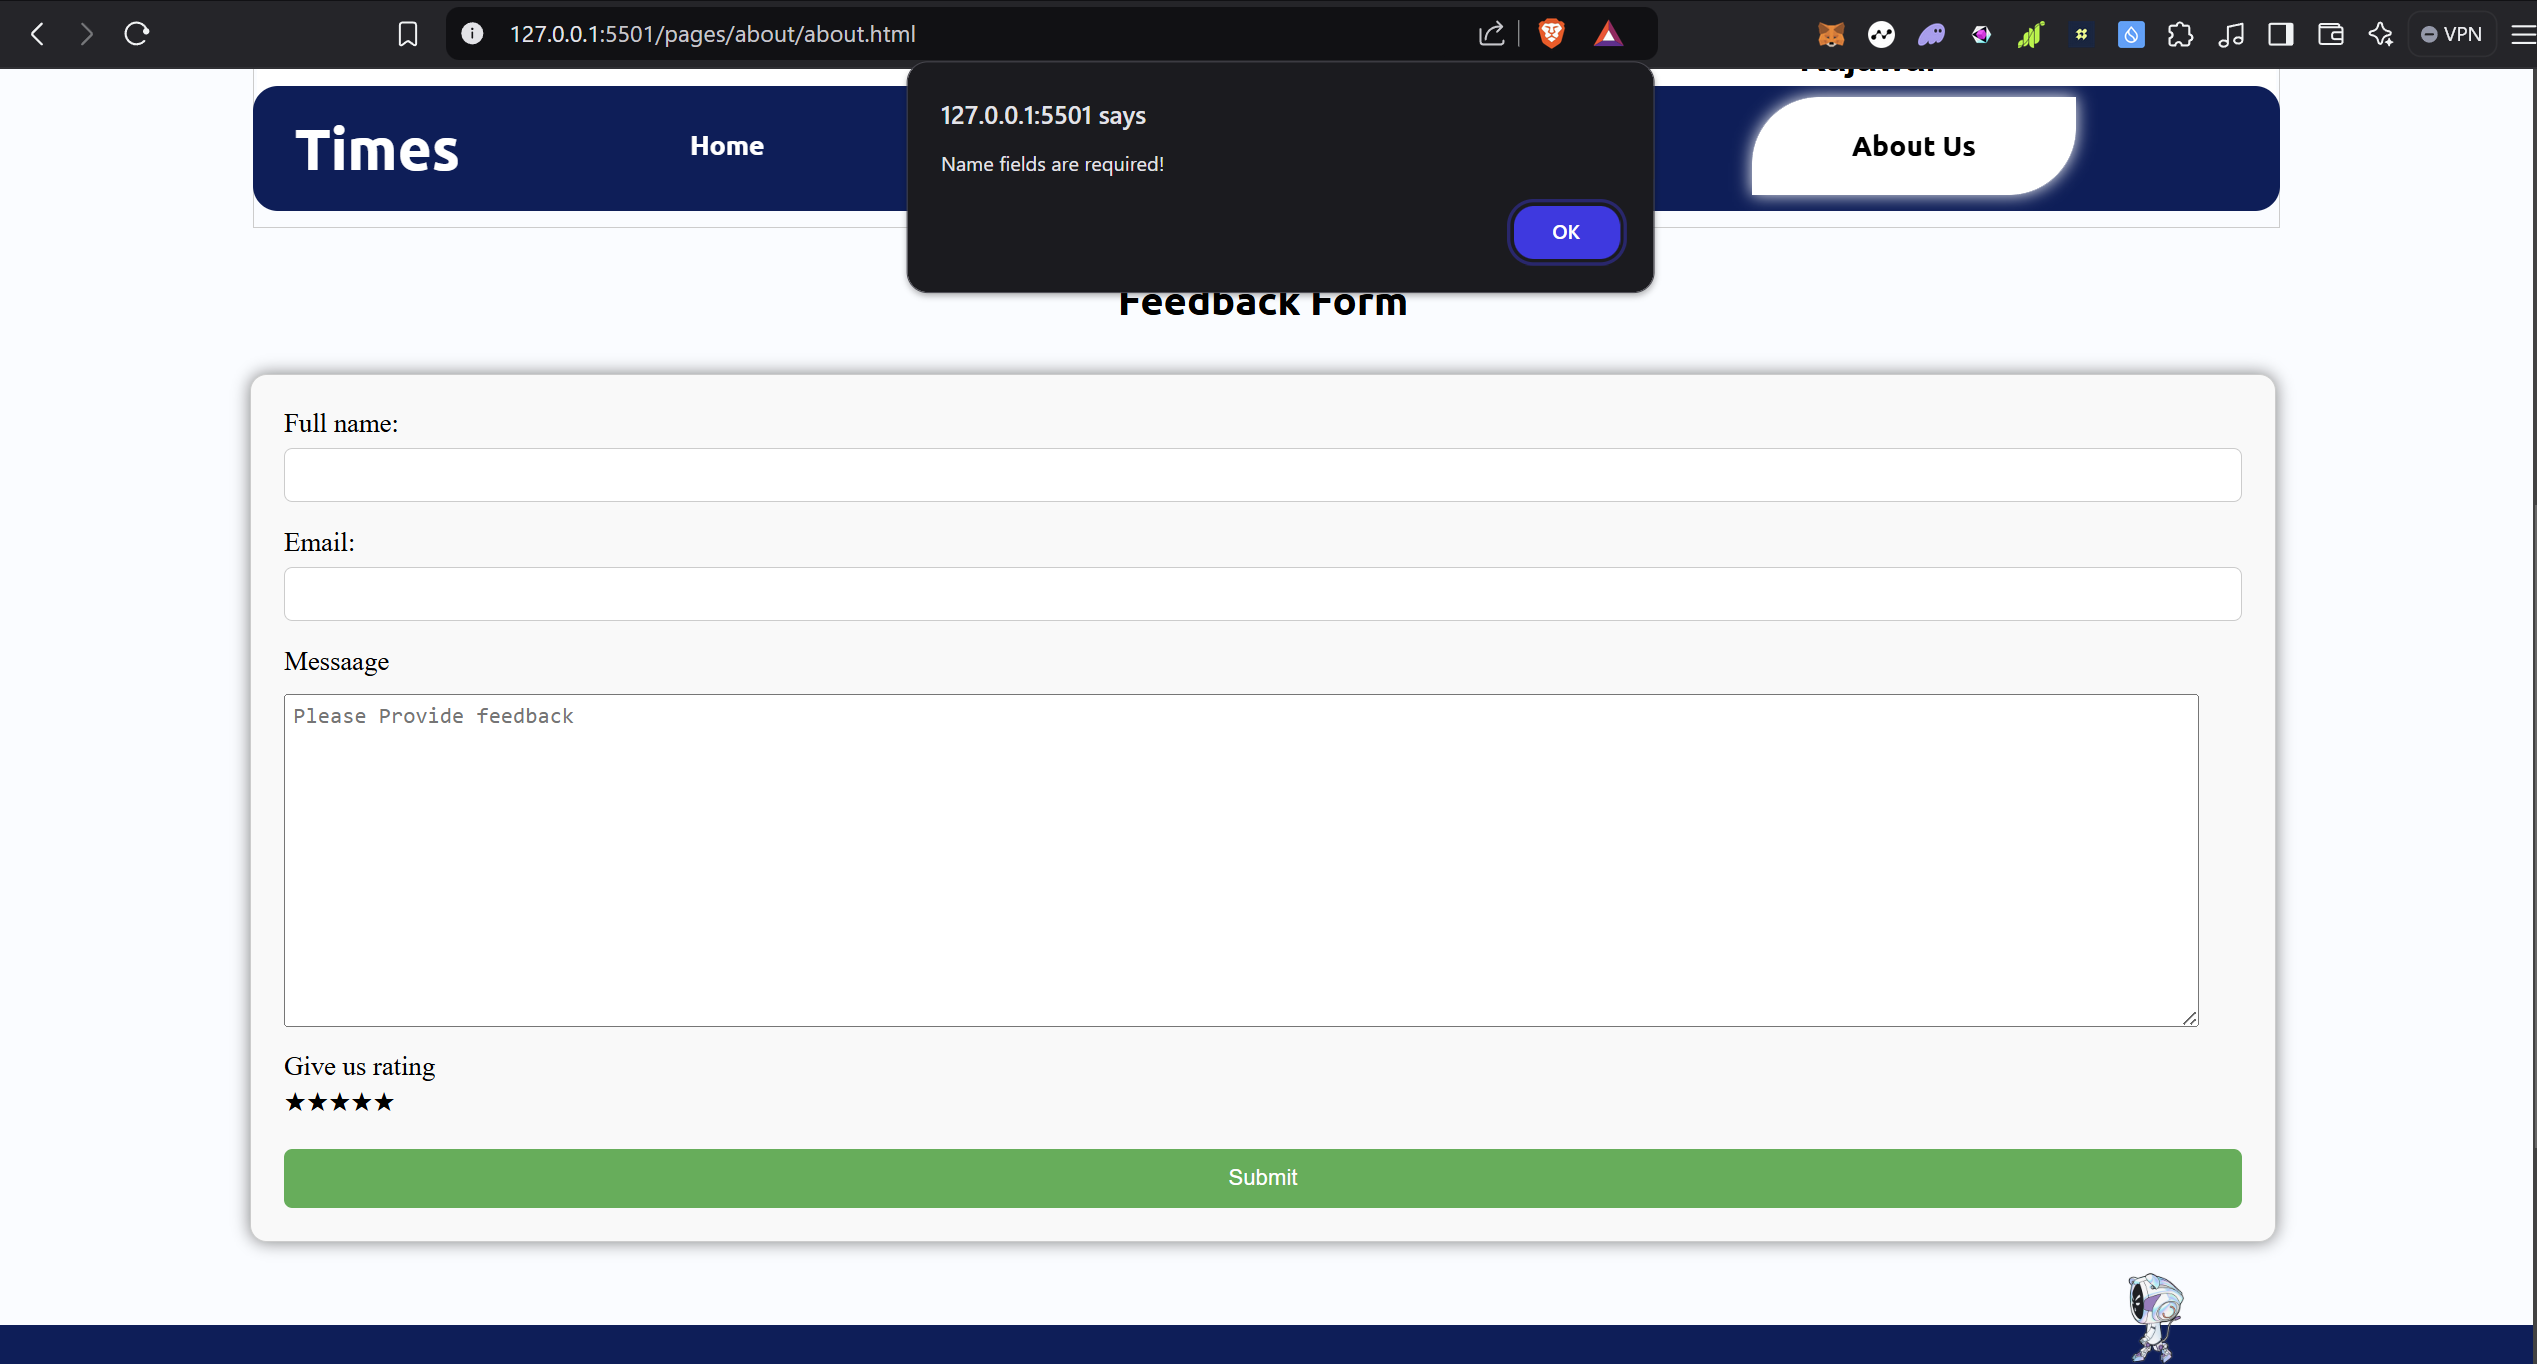 127.0.0.1:5501/pages/about/about.html
VPN
127.0.0.1:5501 says
Name fields are required!
OK
Times
Home
About Us
Feedback Form
Full name:
Email:
Messaage
Please Provide feedback
Give us rating
★★★★★
Submit